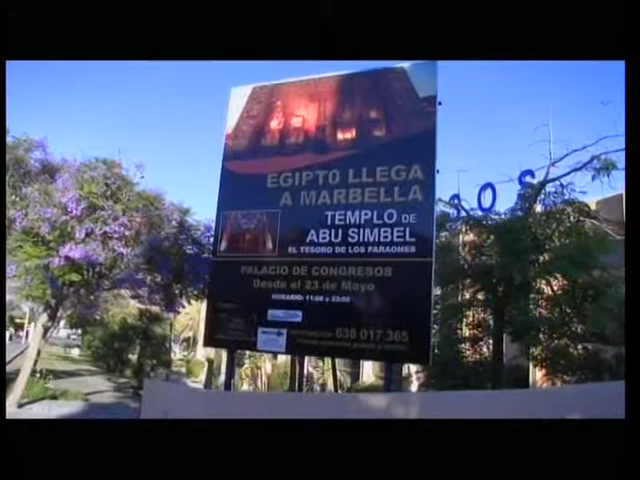 EGIPTO LLEGA
A MARBELLA
TEMPLO DE
ABU SIMBEL
EL TESORO DE LOS FARAONES
PALACIO DE CONGRESOS
Desde el 23 de Mayo
638 017 365
SOS